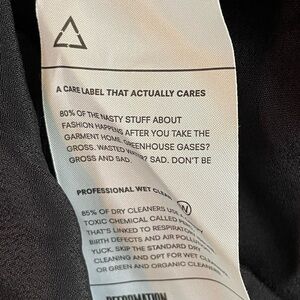 A CARE LABEL THAT ACTUALLY CARES
80% OF THE NASTY STUFF ABOUT
FASHION HAPPENS AFTER YOU TAKE THE
GARMENT HOME. GREENHOUSE GASES?
GROSS. WASTED WATER? SAD. DON'T BE
GROSS AND SAD.
PROFESSIONAL WET CLEAN
W
85% OF DRY CLEANERS USE
TOXIC CHEMICAL CALLED
THAT'S LINKED TO RESPIRATORY
BIRTH DEFECTS AND AIR POLLU
YUCK. SKIP THE STANDARD DRY
CLEANING AND OPT FOR WET CL
OR GREEN AND ORGANIC CLEANE
REFORMATION